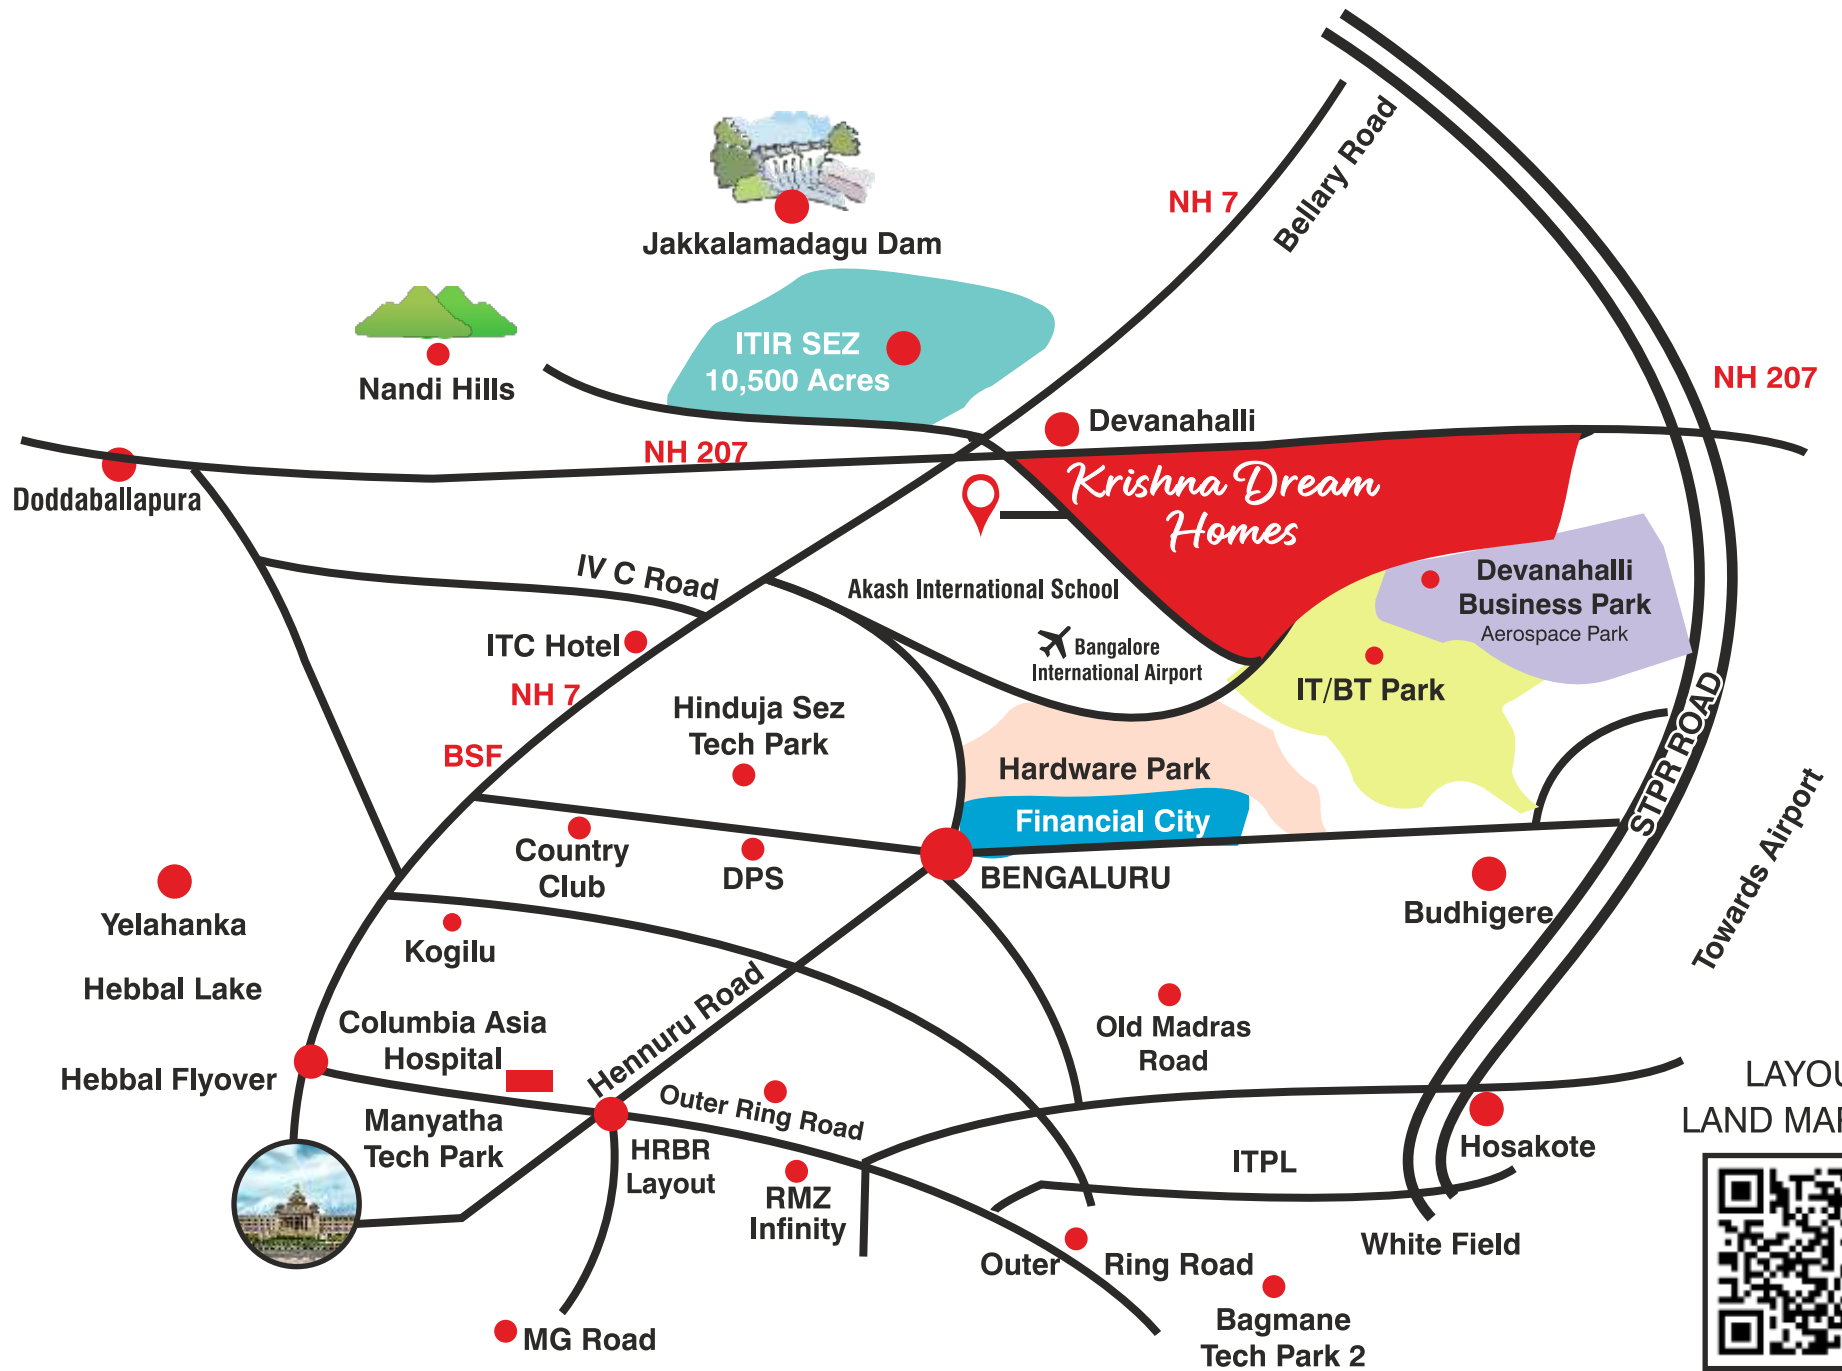 Bellary Road
NH 7
Jakkalamadagu Dam
ITIR SEZ
10,500 Acres
Nandi Hills
NH 207
Devanahalli
NH 207
Doddaballapura
Krishna Dream
Homes
IV C Road
Akash International School
Devanahalli
Business Park
Aerospace Park
ITC Hotel
Bangalore
International Airport
NH 7
IT/BT Park
Hinduja Sez
Tech Park
BSF
Hardware Park
STPR ROAD
Financial City
Towards Airport
Country
Club
DPS
BENGALURU
Budhigere
Yelahanka
Kogilu
Hebbal Lake
Hennuru Road
Columbia Asia
Hospital
Old Madras
Road
Hebbal Flyover
Outer Ring Road
Manyatha
Tech Park
HRBR
Layout
RMZ
Infinity
ITPL
Hosakote
White Field
Outer Ring Road
Bagmane
Tech Park 2
MG Road
LAYOU
LAND MAR